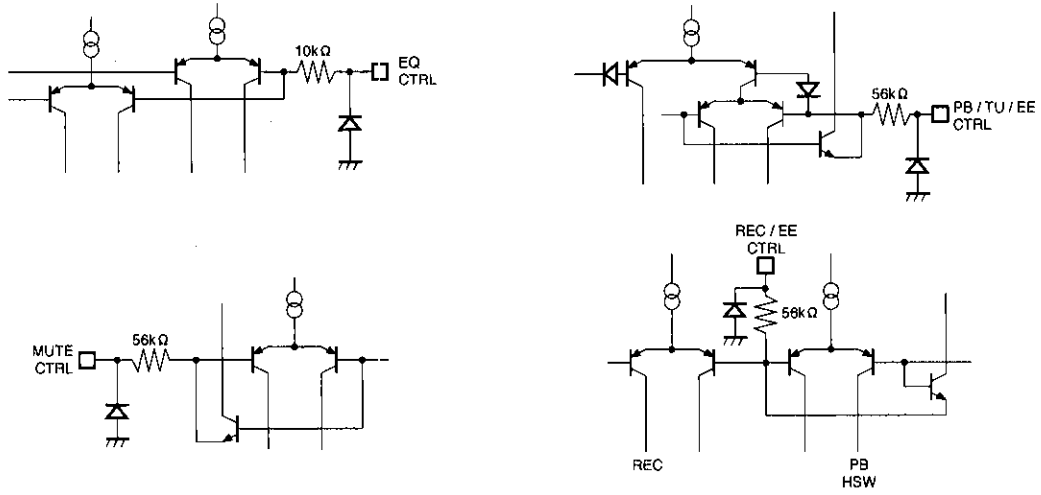 10kΩ
EQ
CTRL
56kΩ
PB / TU / EE
CTRL
MUTE
CTRL
56kΩ
REC / EE
CTRL
56kΩ
REC
PB
HSW